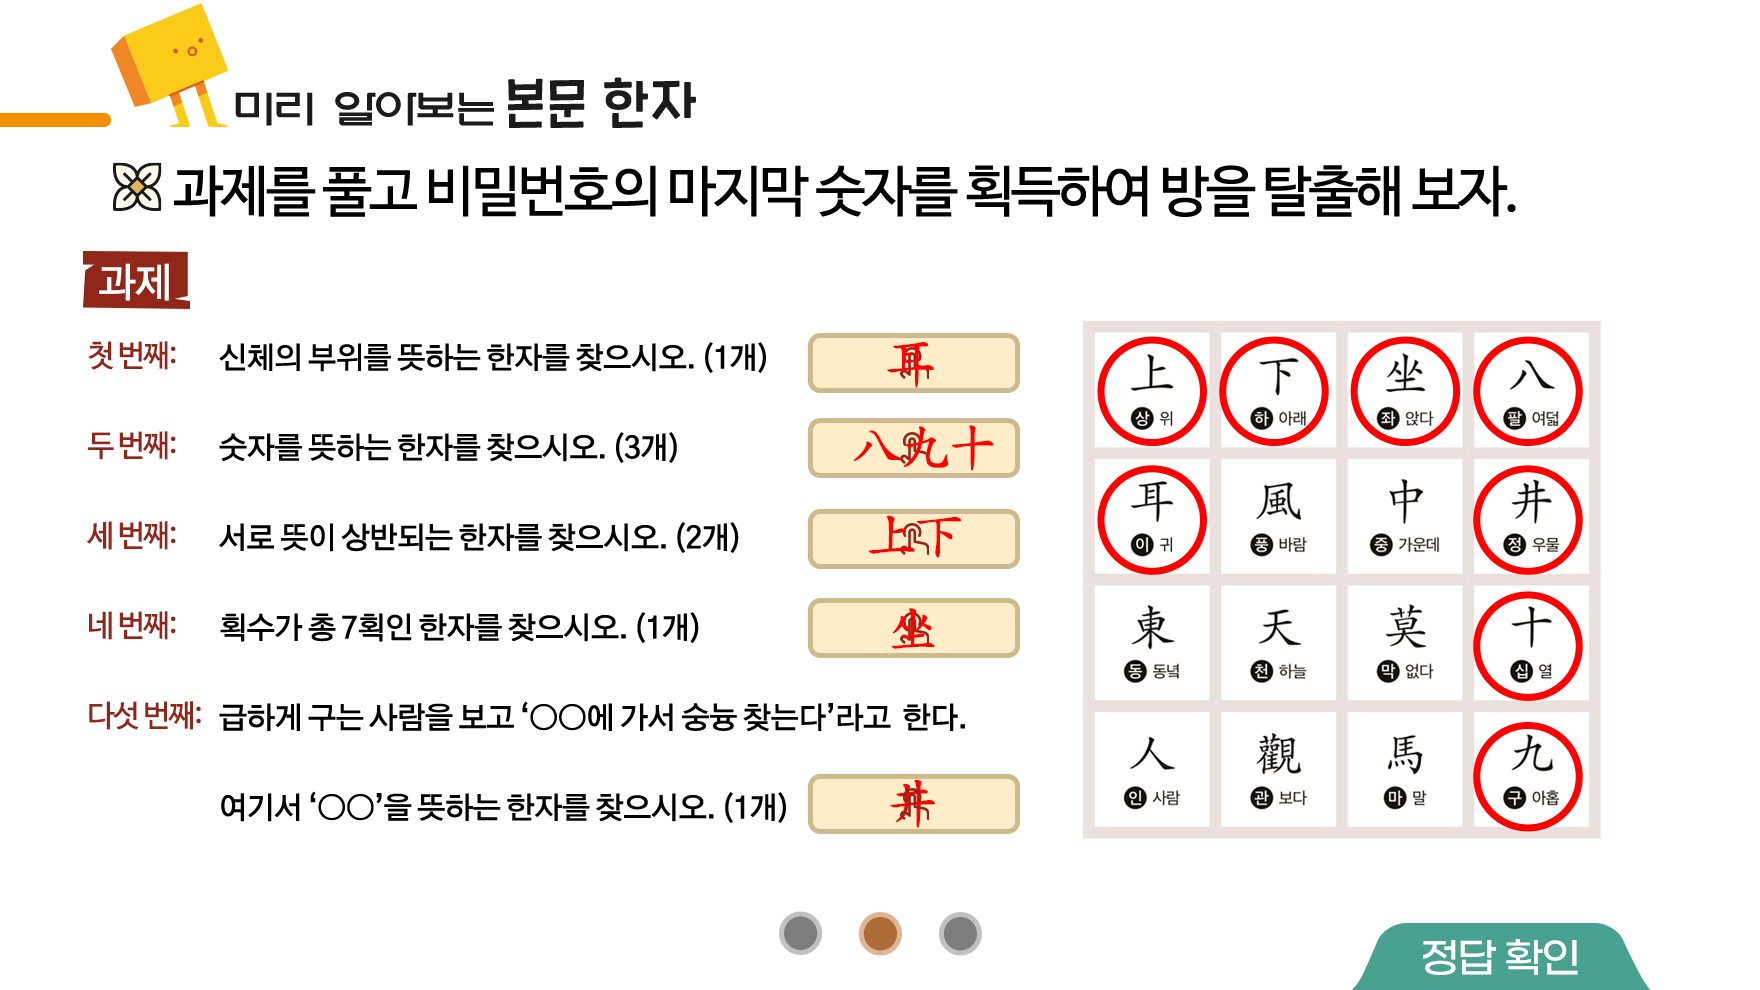 미리 알아보는 본문 한자
과제를 풀고 비밀번호의 마지막 숫자를 획득하여 방을 탈출해 보자.
과제
첫 번째: 신체의 부위를 뜻하는 한자를 찾으시오. (1개) 耳
두 번째: 숫자를 뜻하는 한자를 찾으시오. (3개) 八九十
세 번째: 서로 뜻이 상반되는 한자를 찾으시오. (2개) 上下
네 번째: 획수가 총 7획인 한자를 찾으시오. (1개) 坐
다섯 번째: 급하게 구는 사람을 보고 ‘○○에 가서 숭늉 찾는다’라고 한다.
여기서 ‘○○’을 뜻하는 한자를 찾으시오. (1개) 井
上 下 坐 八
상 위 하 아래 좌 앉다 팔 여덟
耳 風 中 井
이 귀 풍 바람 중 가운데 정 우물
東 天 莫 十
동 동녘 천 하늘 막 없다 십 열
人 觀 馬 九
인 사람 관 보다 마 말 구 아홉
정답 확인